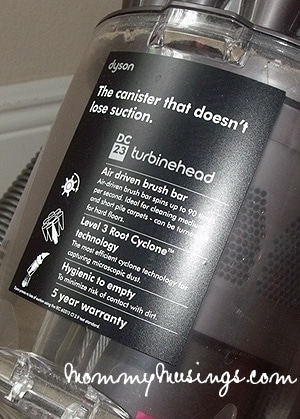 dyson
The canister that doesn't
lose suction.
DC
23 turbinehead
Air driven brush bar
Air-driven brush bar spins up to 90
per second. Ideal for cleaning medium
and short pile carpets - can be turned
for hard floors.
Level 3 Root Cyclone™
technology
The most efficient cyclone technology for
capturing microscopic dust.
Hygienic to empty
To minimize risk of contact with dirt.
5 year warranty
MommyMusings.com